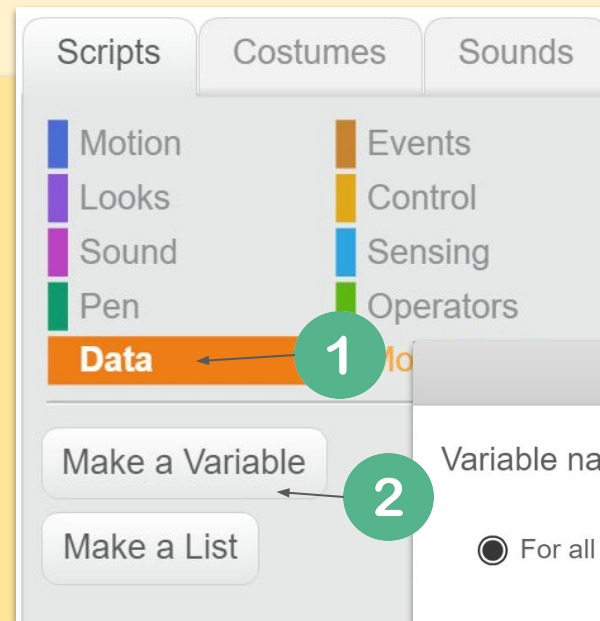 Scripts Costumes Sounds
Motion Events
Looks Control
Sound Sensing
Pen Operators
Data 1 Mo
Make a Variable Variable na
2
Make a List For all